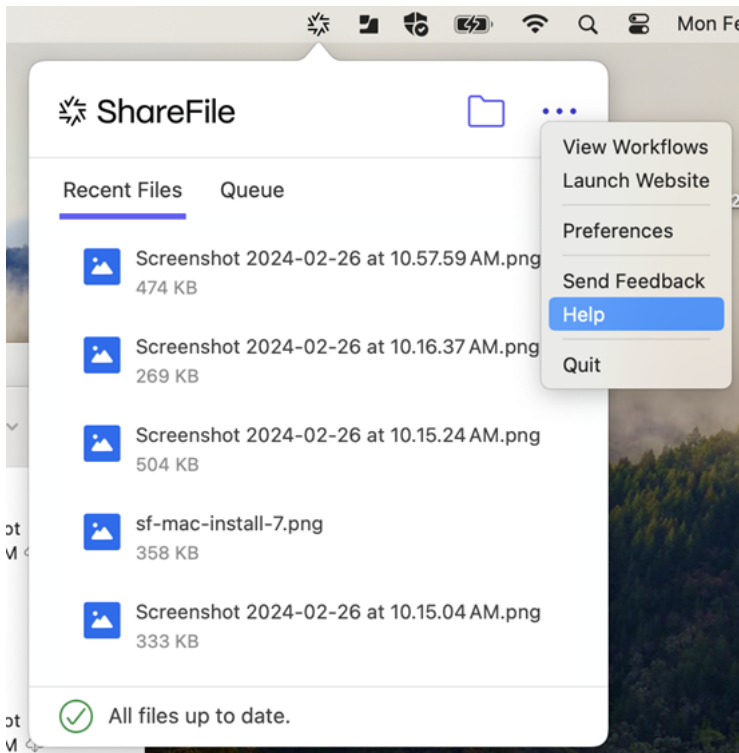 Mon Fe
ShareFile
View Workflows
Launch Website
Preferences
Send Feedback
Help
Quit
Recent Files
Queue
Screenshot 2024-02-26 at 10.57.59 AM.png
474 KB
Screenshot 2024-02-26 at 10.16.37 AM.png
269 KB
Screenshot 2024-02-26 at 10.15.24 AM.png
504 KB
sf-mac-install-7.png
358 KB
Screenshot 2024-02-26 at 10.15.04 AM.png
333 KB
All files up to date.